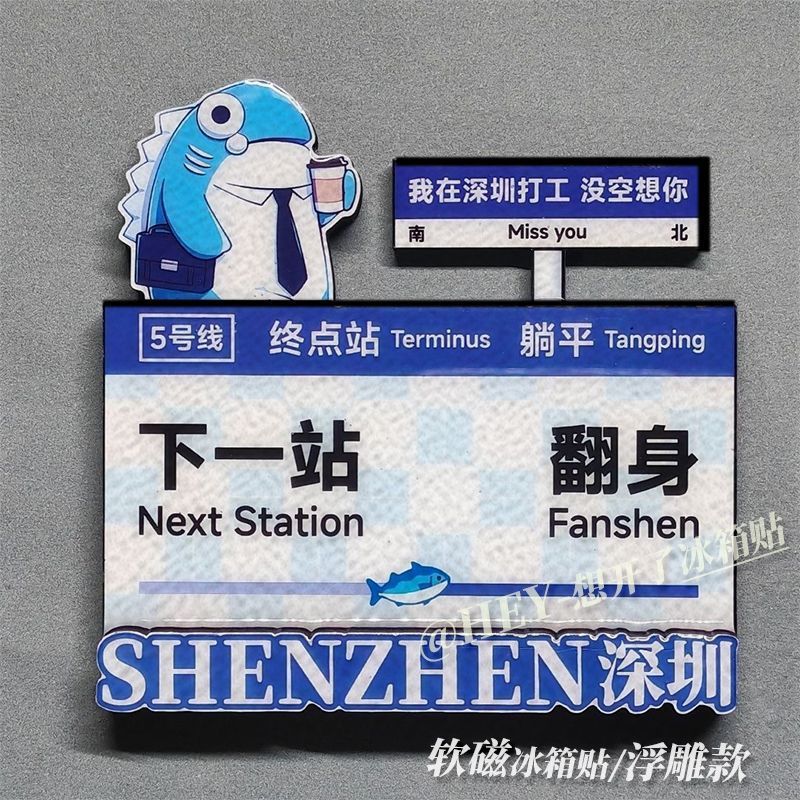 我在深圳打工 没空想你
南 Miss you 北
5号线 终点站 Terminus 躺平 Tangping
下一站 翻身
Next Station Fanshen
@HEY 想开了冰箱贴
SHENZHEN深圳
软磁冰箱贴/浮雕款